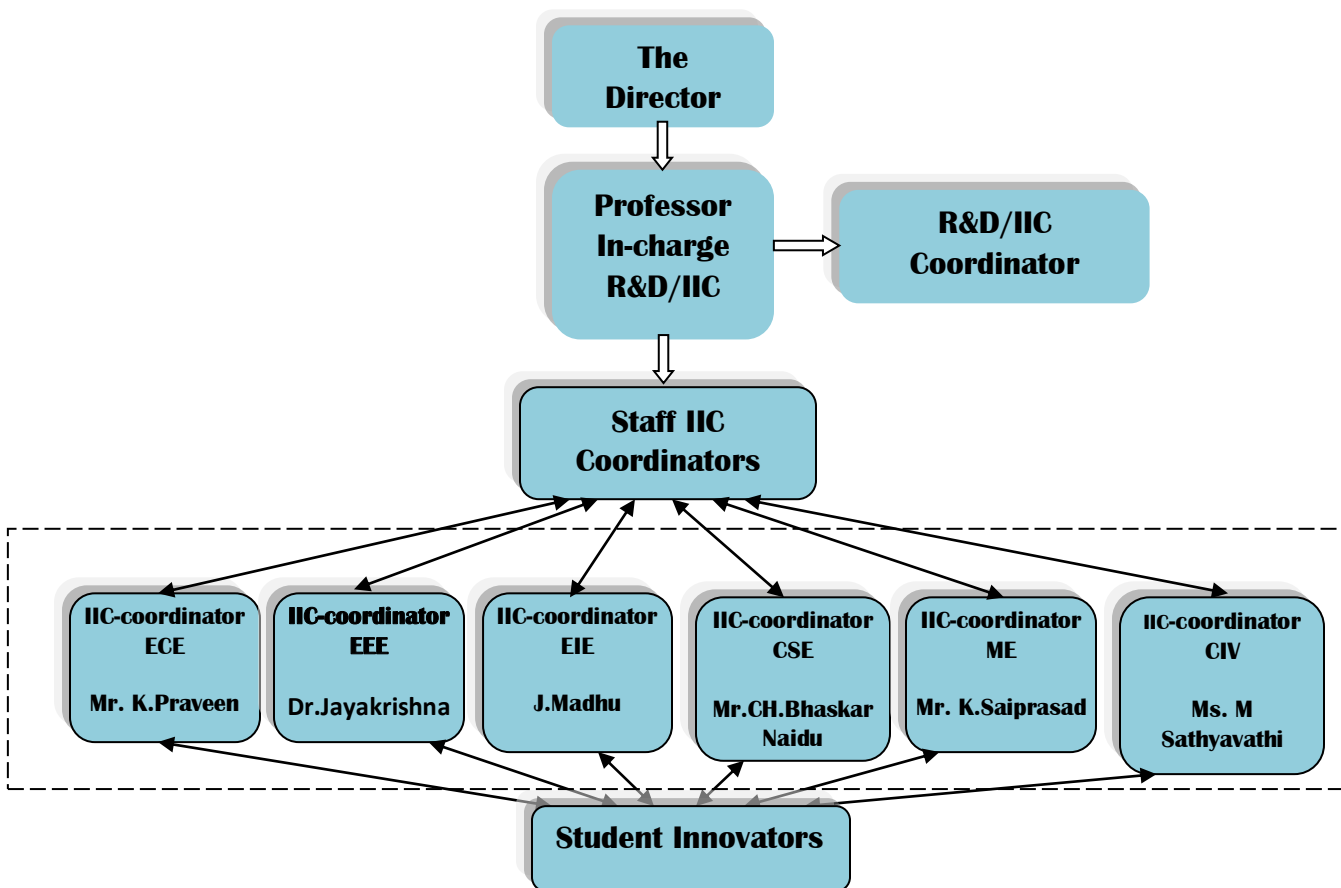 The
Director
Professor
In-charge
R&D/IIC
R&D/IIC
Coordinator
Staff IIC
Coordinators
IIC-coordinator
ECE
Mr. K.Praveen
IIC-coordinator
EEE
Dr.Jayakrishna
IIC-coordinator
EIE
J.Madhu
IIC-coordinator
CSE
Mr.CH.Bhaskar
Naidu
IIC-coordinator
ME
Mr. K.Saiprasad
IIC-coordinator
CIV
Ms. M
Sathyavathi
Student Innovators